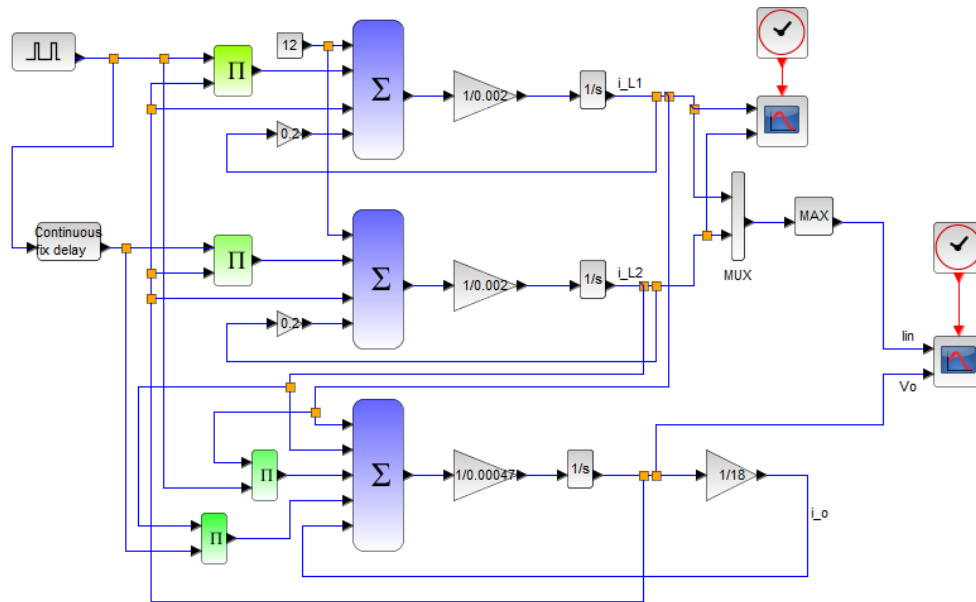 12
Π
Σ
1/0.002
1/s
i_L1
0.2
Continuous
fix delay
Π
Σ
1/0.002
1/s
i_L2
0.2
MUX
MAX
Iin
Vo
Π
Π
Σ
1/0.00047
1/s
1/18
i_o